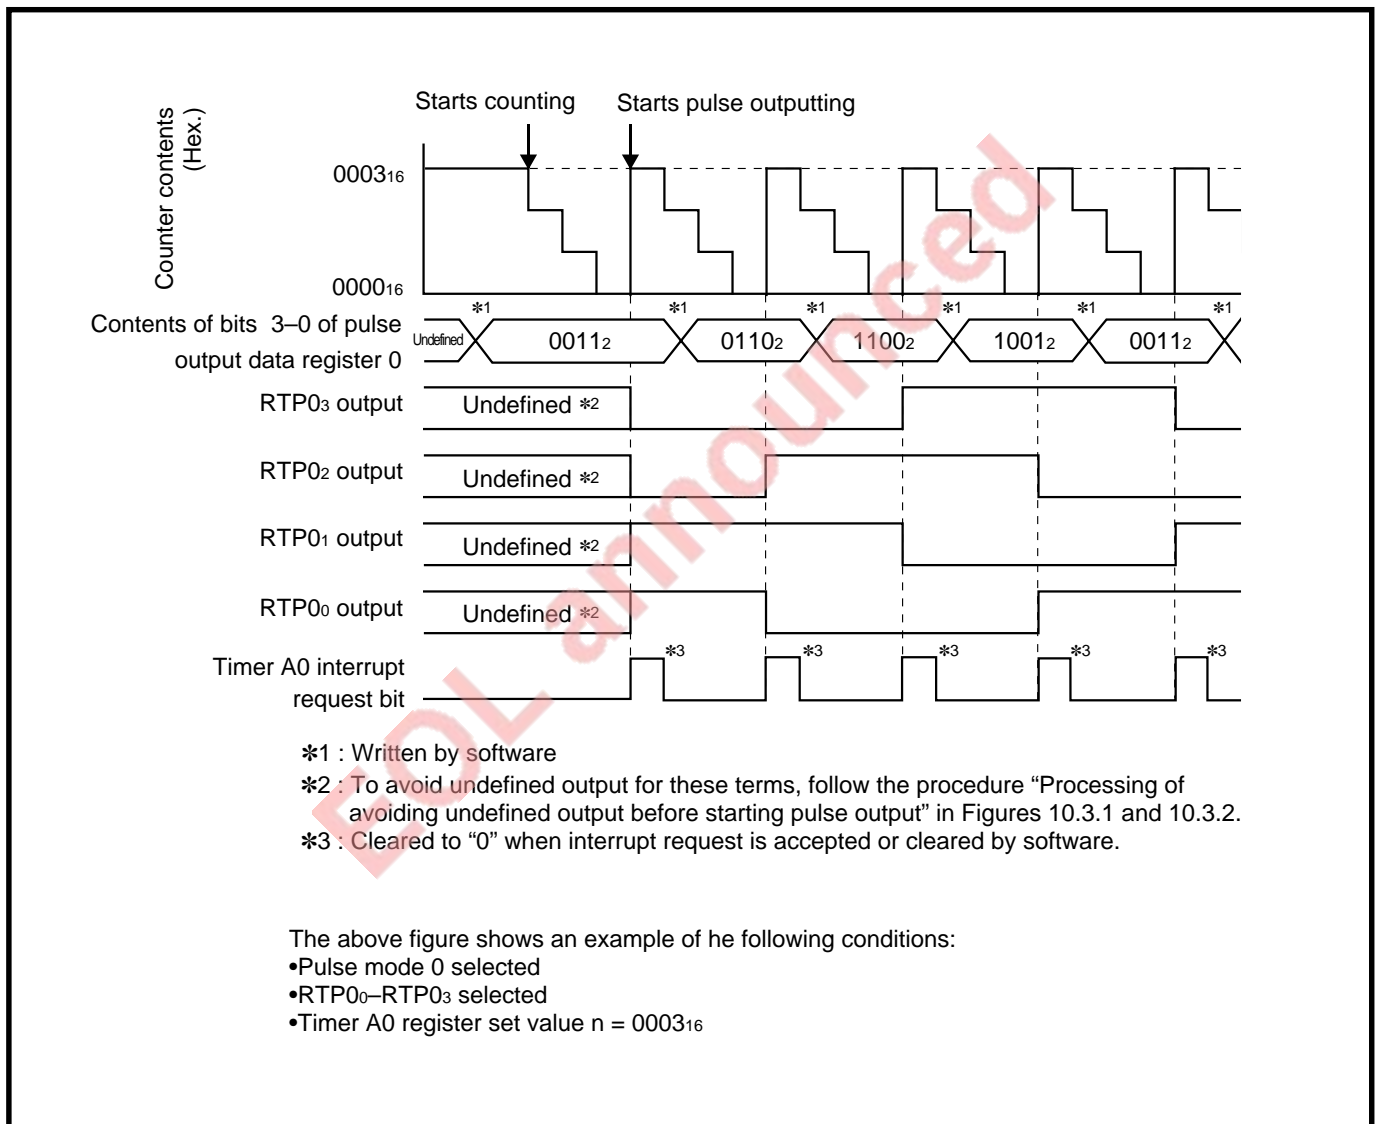 Starts counting
Starts pulse outputting
Counter contents
(Hex.)
0003₁₆
0000₁₆
✽1 ✽1 ✽1 ✽1 ✽1 ✽1
Contents of bits 3–0 of pulse
output data register 0
Undefined 0011₂ 0110₂ 1100₂ 1001₂ 0011₂
RTP0₃ output
Undefined ✽2
RTP0₂ output
Undefined ✽2
RTP0₁ output
Undefined ✽2
RTP0₀ output
Undefined ✽2
Timer A0 interrupt
request bit
✽3 ✽3 ✽3 ✽3 ✽3
✽1 : Written by software
✽2 : To avoid undefined output for these terms, follow the procedure “Processing of
avoiding undefined output before starting pulse output” in Figures 10.3.1 and 10.3.2.
✽3 : Cleared to “0” when interrupt request is accepted or cleared by software.
The above figure shows an example of he following conditions:
•Pulse mode 0 selected
•RTP0₀–RTP0₃ selected
•Timer A0 register set value n = 0003₁₆
EOL announced